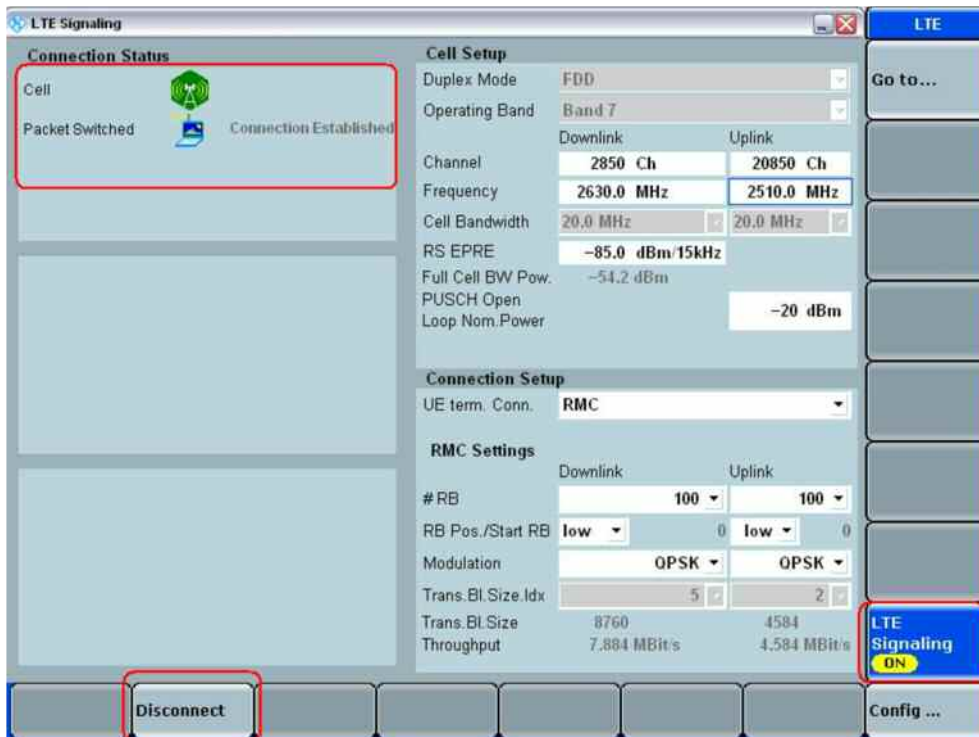 LTE Signaling
LTE
Connection Status
Cell
Packet Switched Connection Established
Cell Setup
Duplex Mode FDD
Operating Band Band 7
Downlink Uplink
Channel 2850 Ch 20850 Ch
Frequency 2630.0 MHz 2510.0 MHz
Cell Bandwidth 20.0 MHz 20.0 MHz
RS EPRE -85.0 dBm/15kHz
Full Cell BW Pow. -54.2 dBm
PUSCH Open
Loop Nom.Power -20 dBm
Connection Setup
UE term. Conn. RMC
RMC Settings
Downlink Uplink
# RB 100 100
RB Pos./Start RB low 0 low 0
Modulation QPSK QPSK
Trans.Bl.Size.Idx 5 2
Trans.Bl.Size 8760 4584
Throughput 7.884 MBit/s 4.584 MBit/s
Go to...
LTE
Signaling
ON
Disconnect
Config ...